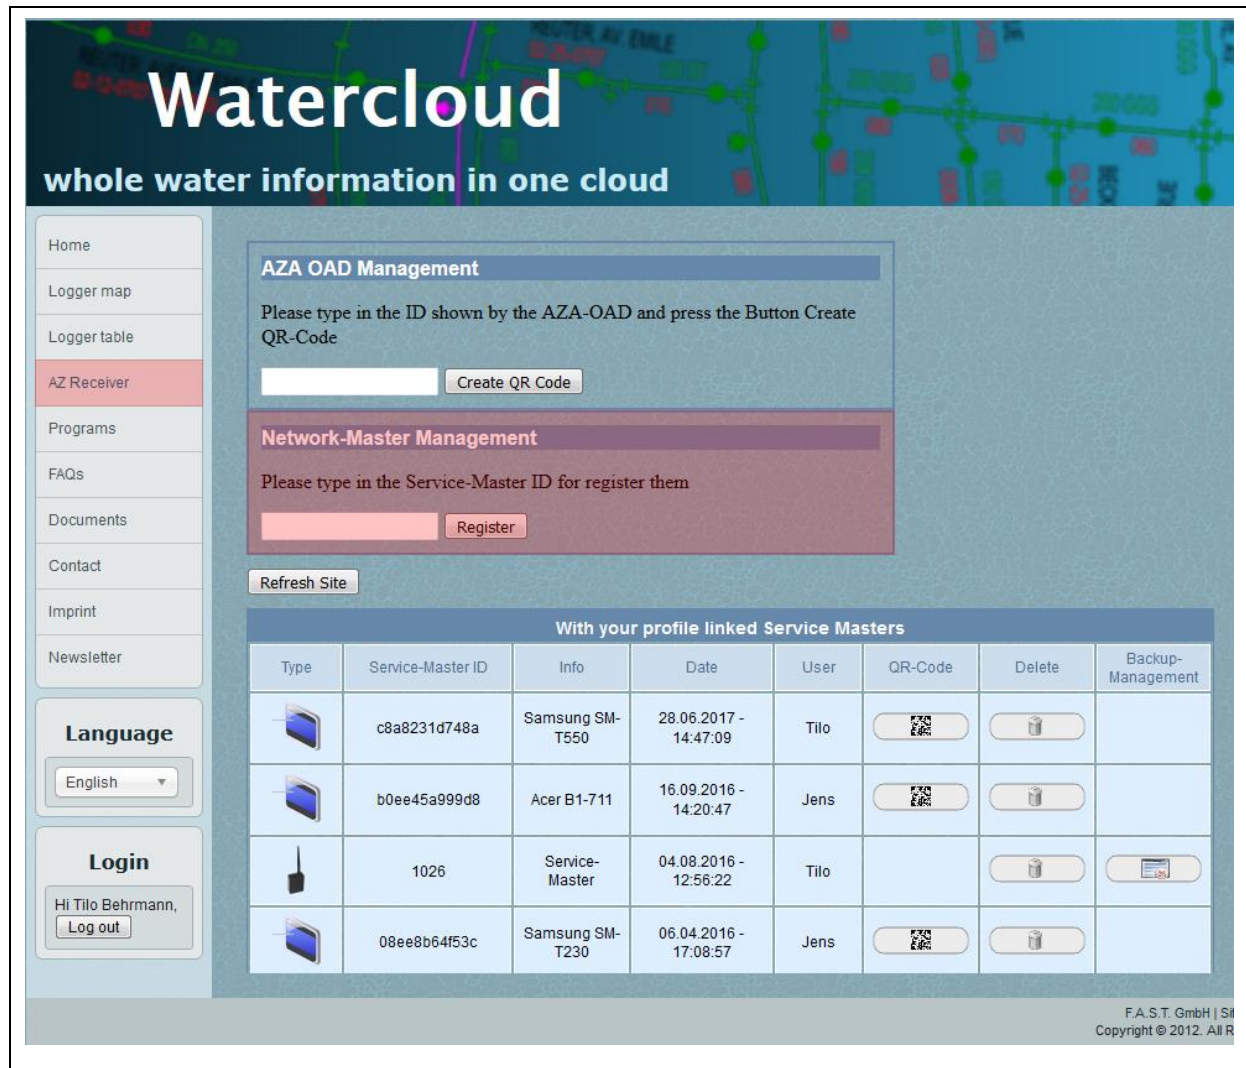 REUTER, AV. EMILE
Watercloud
whole water information in one cloud
Home
Logger map
Logger table
AZ Receiver
Programs
FAQs
Documents
Contact
Imprint
Newsletter
Language
English
Login
Hi Tilo Behrmann,
Log out
AZA OAD Management
Please type in the ID shown by the AZA-OAD and press the Button Create
QR-Code
Create QR Code
Network-Master Management
Please type in the Service-Master ID for register them
Register
Refresh Site
With your profile linked Service Masters
Type Service-Master ID Info Date User QR-Code Delete Backup-
Management
c8a8231d748a Samsung SM-
T550 28.06.2017 -
14:47:09 Tilo
b0ee45a999d8 Acer B1-711 16.09.2016 -
14:20:47 Jens
1026 Service-
Master 04.08.2016 -
12:56:22 Tilo
08ee8b64f53c Samsung SM-
T230 06.04.2016 -
17:08:57 Jens
F.A.S.T. GmbH |
Copyright © 2012. All